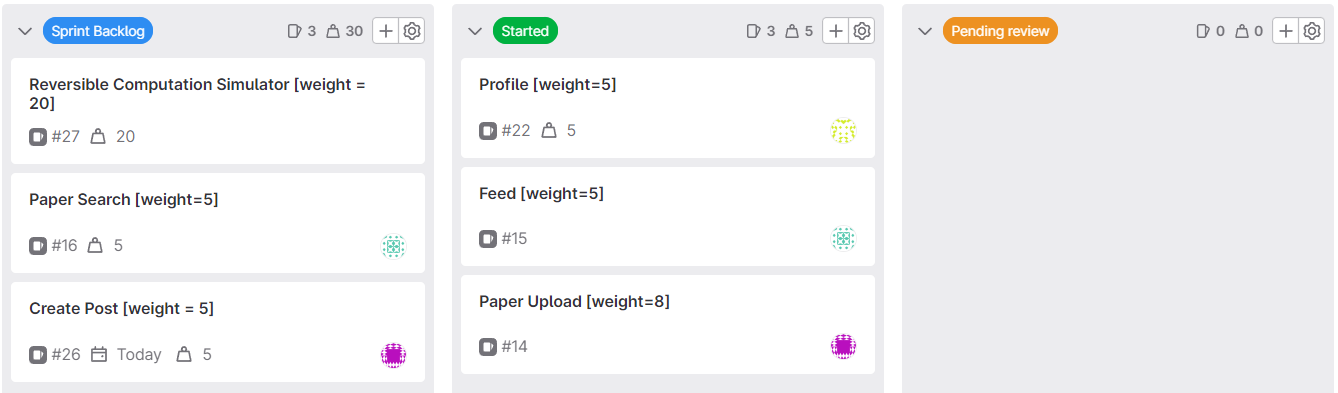 Sprint Backlog 3 30
Reversible Computation Simulator [weight =
20]
#27 20
Paper Search [weight=5]
#16 5
Create Post [weight = 5]
#26 Today 5
Started 3 5
Profile [weight=5]
#22 5
Feed [weight=5]
#15
Paper Upload [weight=8]
#14
Pending review 0 0